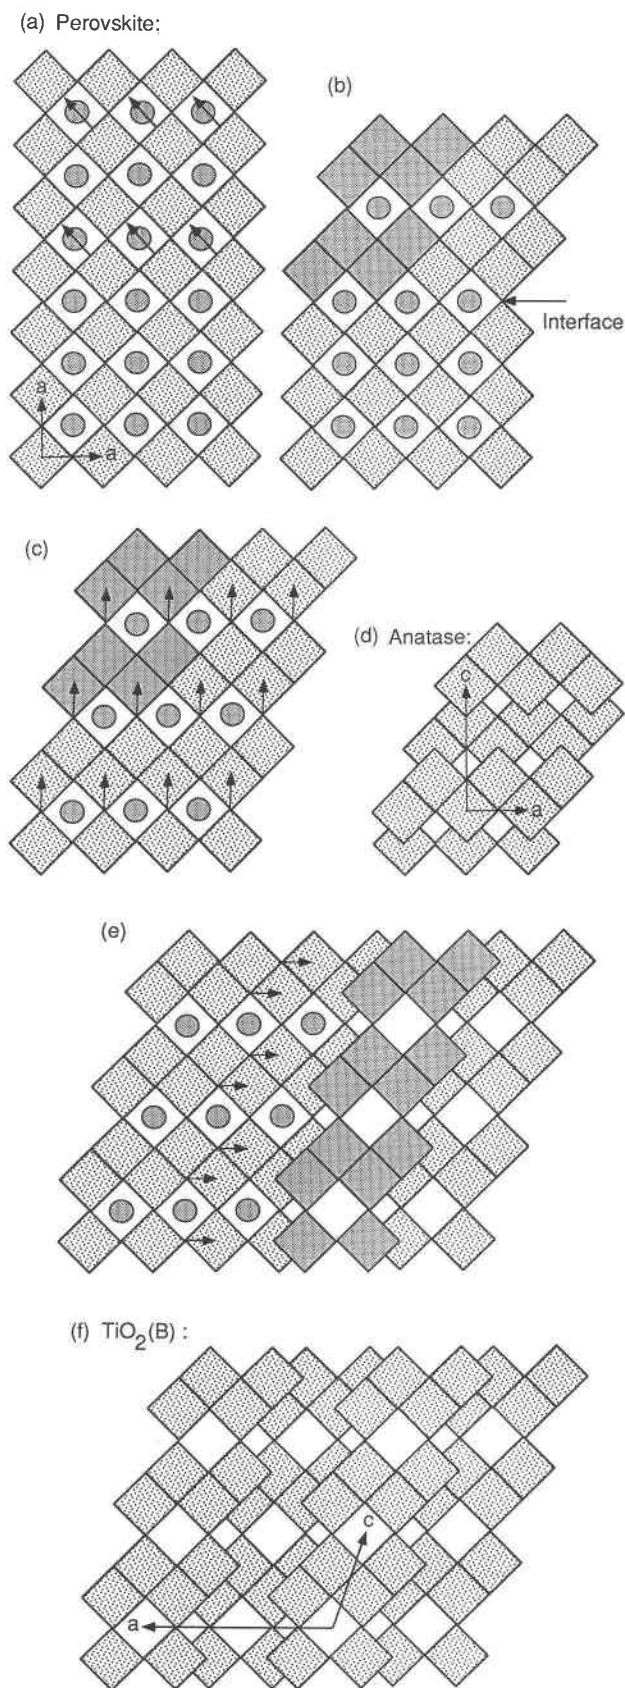 (a) Perovskite:
(b)
Interface
a
a
(c)
(d) Anatase:
c
a
(e)
(f) TiO2(B) :
c
a